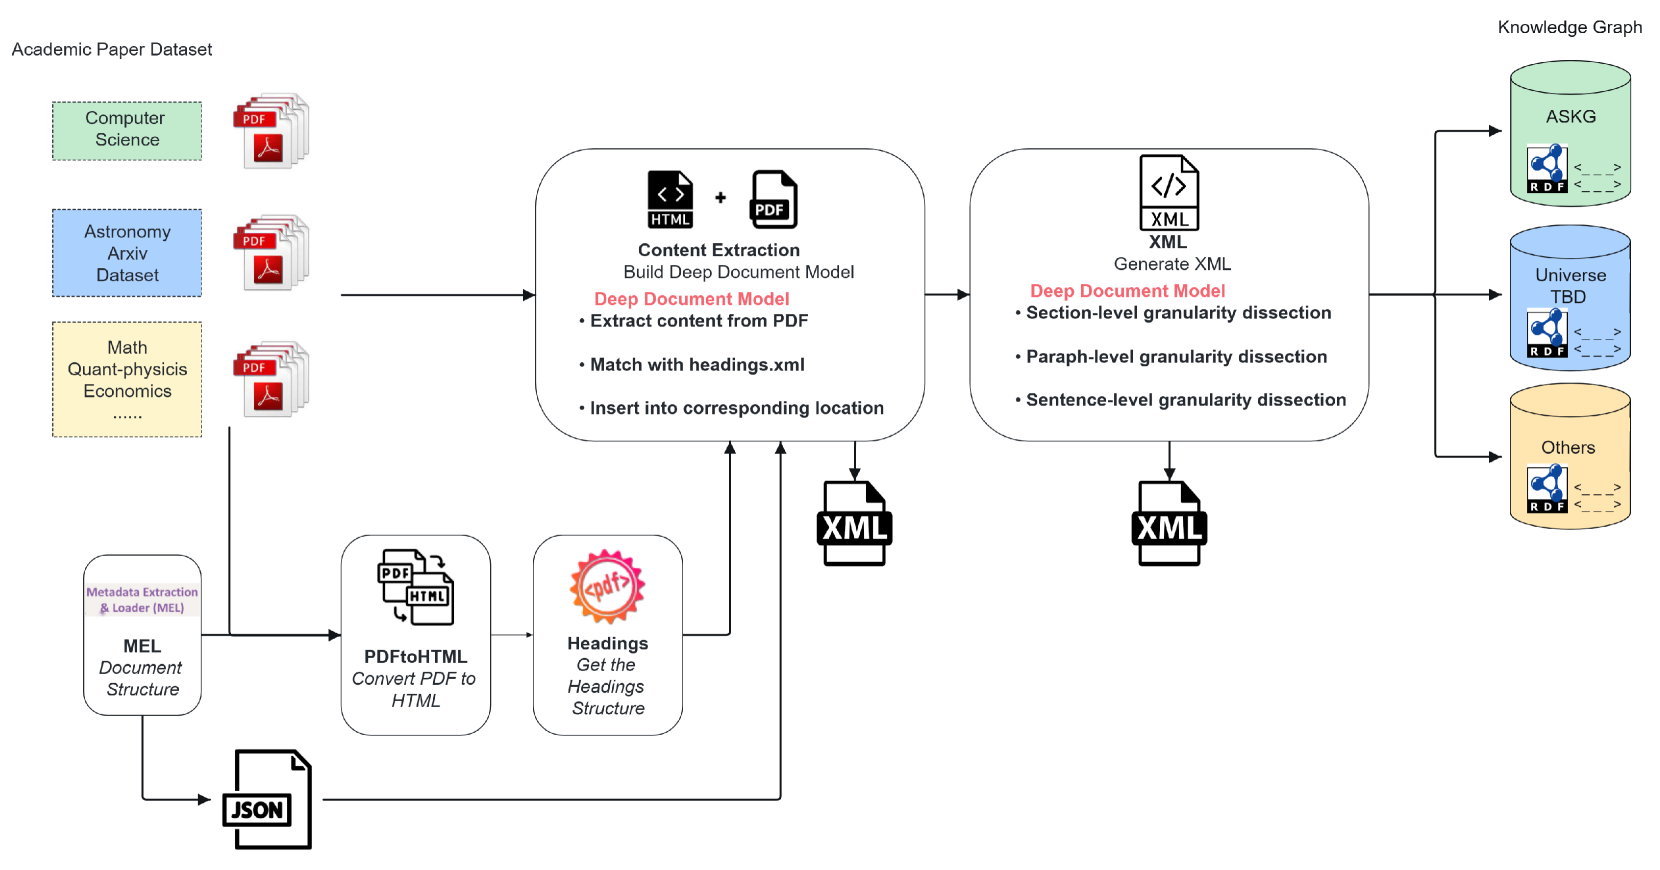 Academic Paper Dataset
Computer
Science
PDF
Astronomy
Arxiv
Dataset
PDF
Math
Quant-physicis
Economics
......
PDF
HTML
+
PDF
Content Extraction
Build Deep Document Model
Deep Document Model
• Extract content from PDF
• Match with headings.xml
• Insert into corresponding location
XML
</>
XML
XML
Generate XML
Deep Document Model
• Section-level granularity dissection
• Paraph-level granularity dissection
• Sentence-level granularity dissection
XML
Knowledge Graph
ASKG
RDF
<_ _ _>
<_ _ _>
Universe
TBD
RDF
<_ _ _>
<_ _ _>
Others
RDF
<_ _ _>
<_ _ _>
Metadata Extraction
& Loader (MEL)
MEL
Document
Structure
PDF
HTML
PDFtoHTML
Convert PDF to
HTML
<pdf>
Headings
Get the
Headings
Structure
JSON